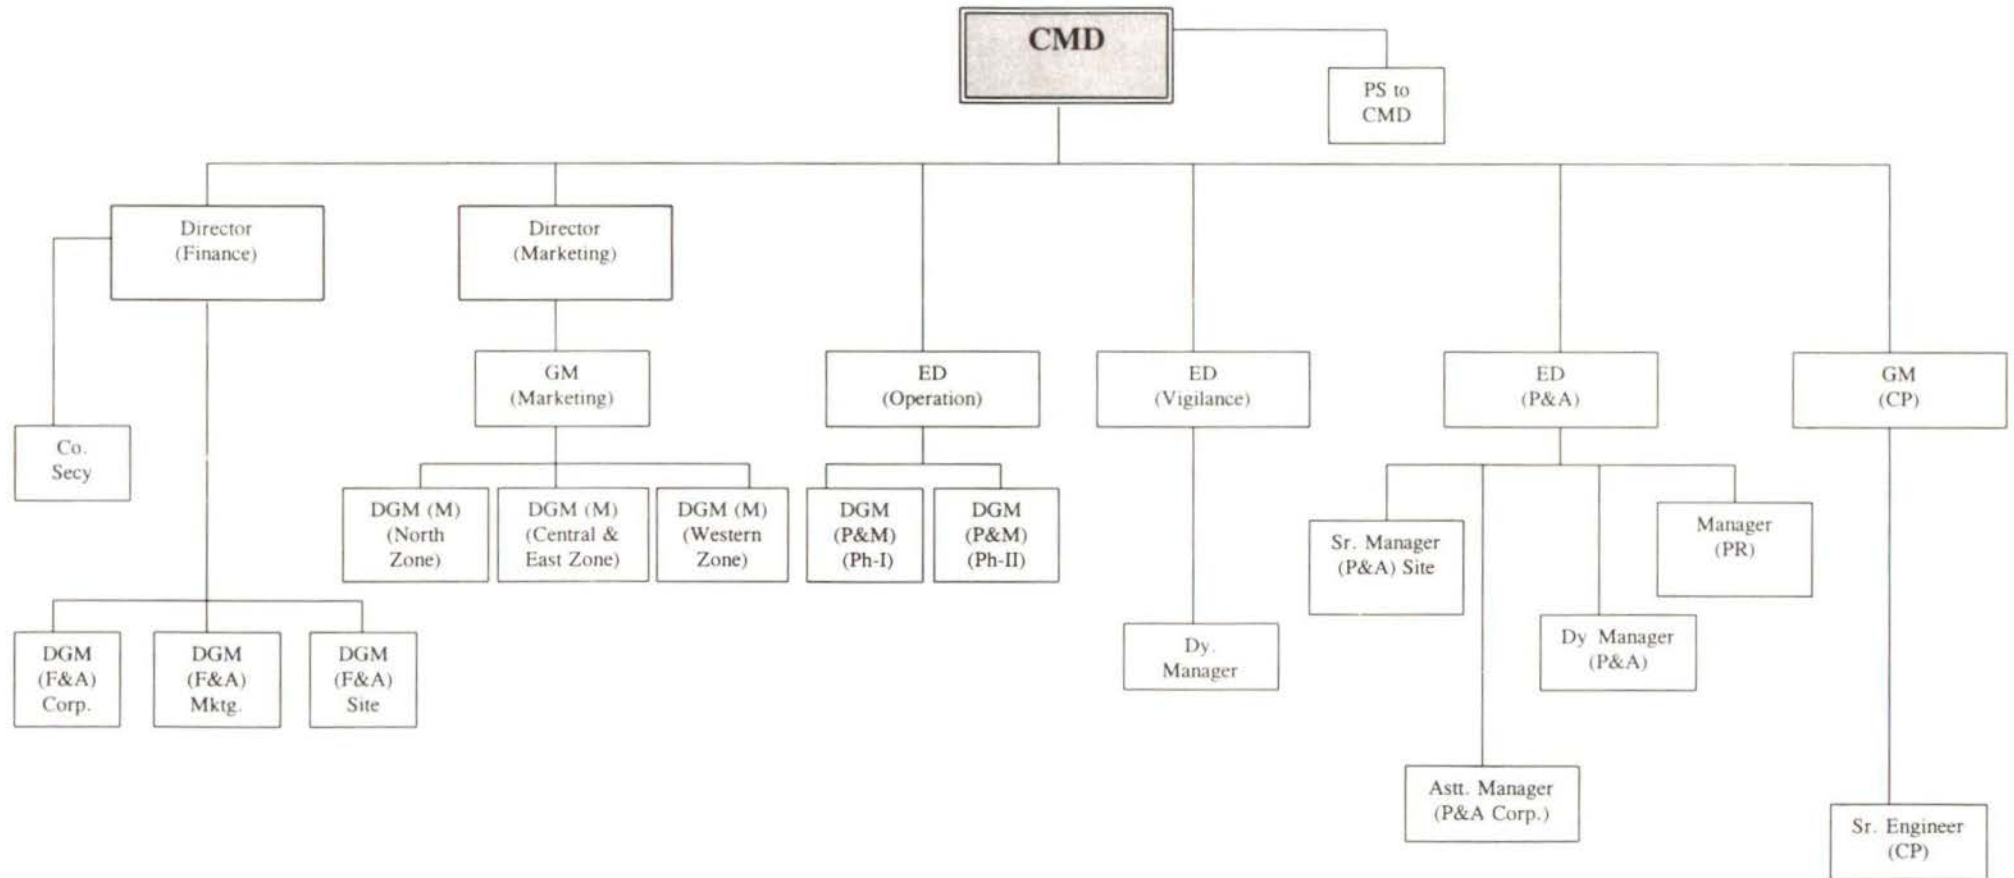 CMD
PS to
CMD
Director
(Finance)
Director
(Marketing)
GM
(Marketing)
ED
(Operation)
ED
(Vigilance)
ED
(P&A)
GM
(CP)
Co.
Secy
DGM (M)
(North
Zone)
DGM (M)
(Central &
East Zone)
DGM (M)
(Western
Zone)
DGM
(P&M)
(Ph-I)
DGM
(P&M)
(Ph-II)
Sr. Manager
(P&A) Site
Manager
(PR)
DGM
(F&A)
Corp.
DGM
(F&A)
Mktg.
DGM
(F&A)
Site
Dy.
Manager
Dy Manager
(P&A)
Astt. Manager
(P&A Corp.)
Sr. Engineer
(CP)